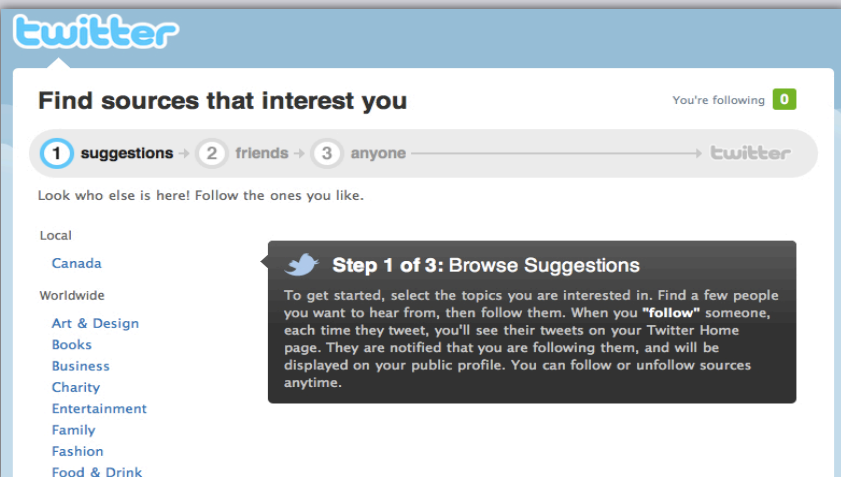 twitter
Find sources that interest you
You're following 0
1 suggestions 2 friends 3 anyone twitter
Look who else is here! Follow the ones you like.
Local
Canada
Worldwide
Art & Design
Books
Business
Charity
Entertainment
Family
Fashion
Food & Drink
Step 1 of 3: Browse Suggestions
To get started, select the topics you are interested in. Find a few people
you want to hear from, then follow them. When you "follow" someone,
each time they tweet, you'll see their tweets on your Twitter Home
page. They are notified that you are following them, and will be
displayed on your public profile. You can follow or unfollow sources
anytime.